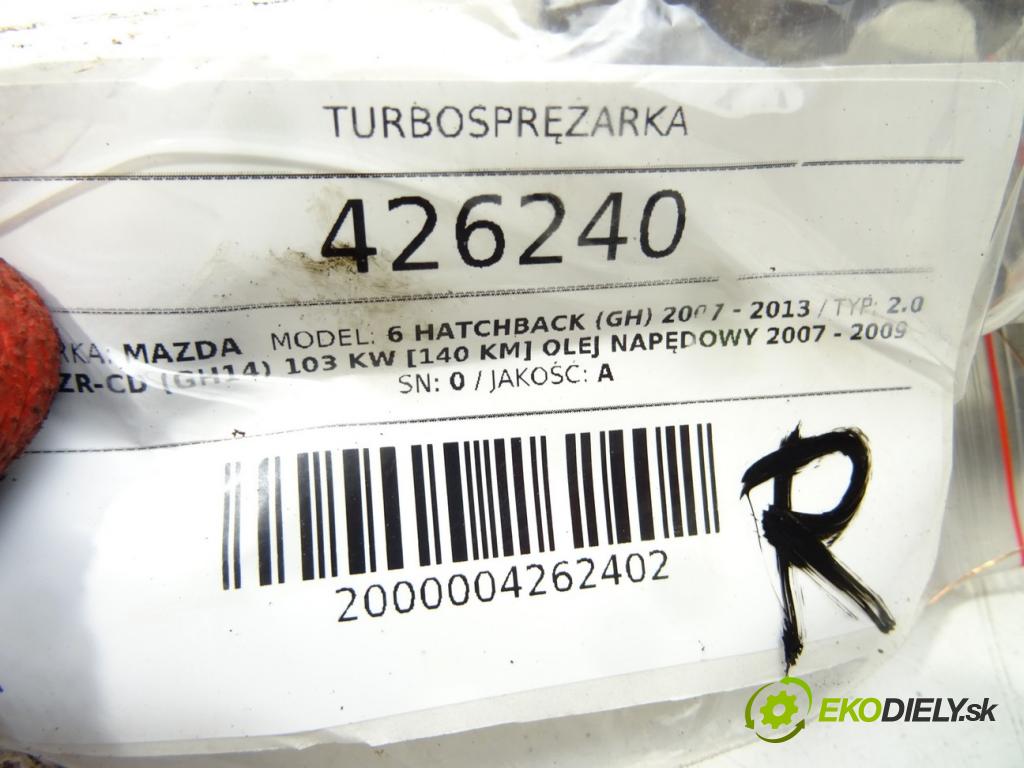 TURBOSPRĘŻARKA
426240
RKA: MAZDA MODEL: 6 HATCHBACK (GH) 2007 - 2013 / TYP: 2.0
ZR-CD (GH14) 103 KW [140 KM] OLEJ NAPĘDOWY 2007 - 2009
SN: 0 / JAKOŚĆ: A
2000004262402
R
EKODIELY.sk